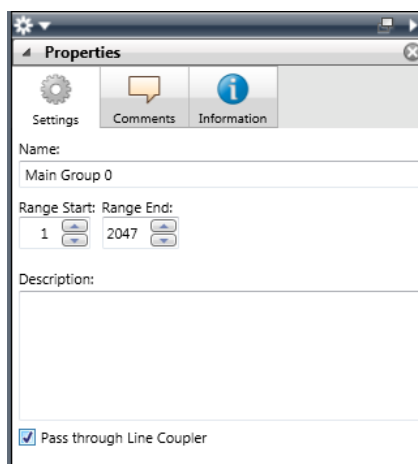 Properties
Settings Comments Information
Name:
Main Group 0
Range Start: Range End:
1 2047
Description:
Pass through Line Coupler